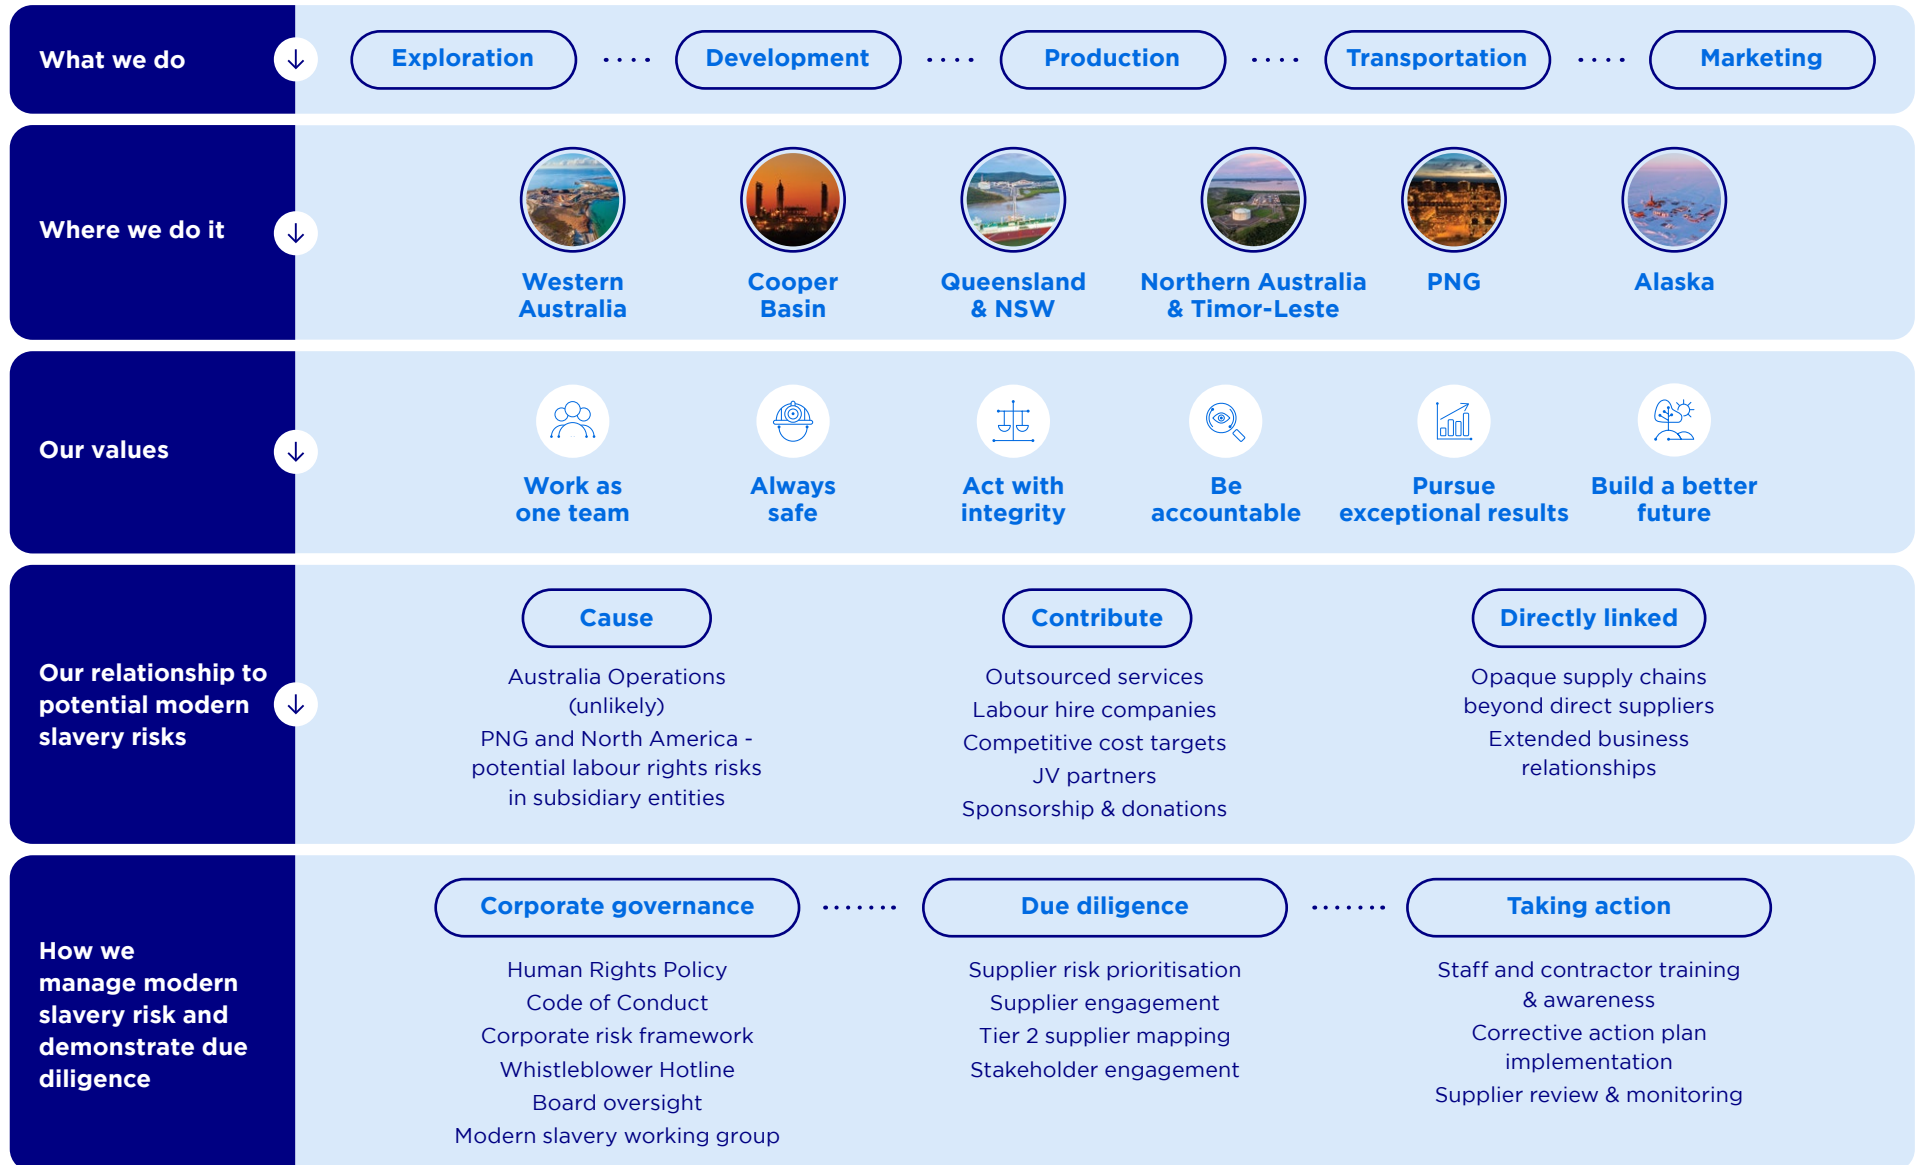 What we do
Exploration
Development
Production
Transportation
Marketing
Where we do it
Western
Australia
Cooper
Basin
Queensland
& NSW
Northern Australia
& Timor-Leste
PNG
Alaska
Our values
Work as
one team
Always
safe
Act with
integrity
Be
accountable
Pursue
exceptional results
Build a better
future
Our relationship to
potential modern
slavery risks
Cause
Australia Operations
(unlikely)
PNG and North America -
potential labour rights risks
in subsidiary entities
Contribute
Outsourced services
Labour hire companies
Competitive cost targets
JV partners
Sponsorship & donations
Directly linked
Opaque supply chains
beyond direct suppliers
Extended business
relationships
How we
manage modern
slavery risk and
demonstrate due
diligence
Corporate governance
Human Rights Policy
Code of Conduct
Corporate risk framework
Whistleblower Hotline
Board oversight
Modern slavery working group
Due diligence
Supplier risk prioritisation
Supplier engagement
Tier 2 supplier mapping
Stakeholder engagement
Taking action
Staff and contractor training
& awareness
Corrective action plan
implementation
Supplier review & monitoring